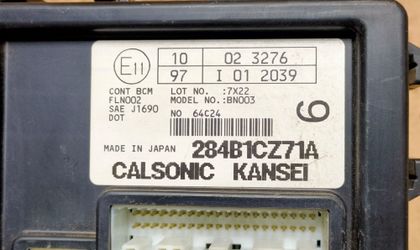 E11
10 02 3276
97 I 01 2039
CONT BCM LOT NO. :7X22
FLN002 MODEL NO.:BN003
SAE J1690
DOT NO 64C24
6
MADE IN JAPAN 284B1CZ71A
CALSONIC KANSEI